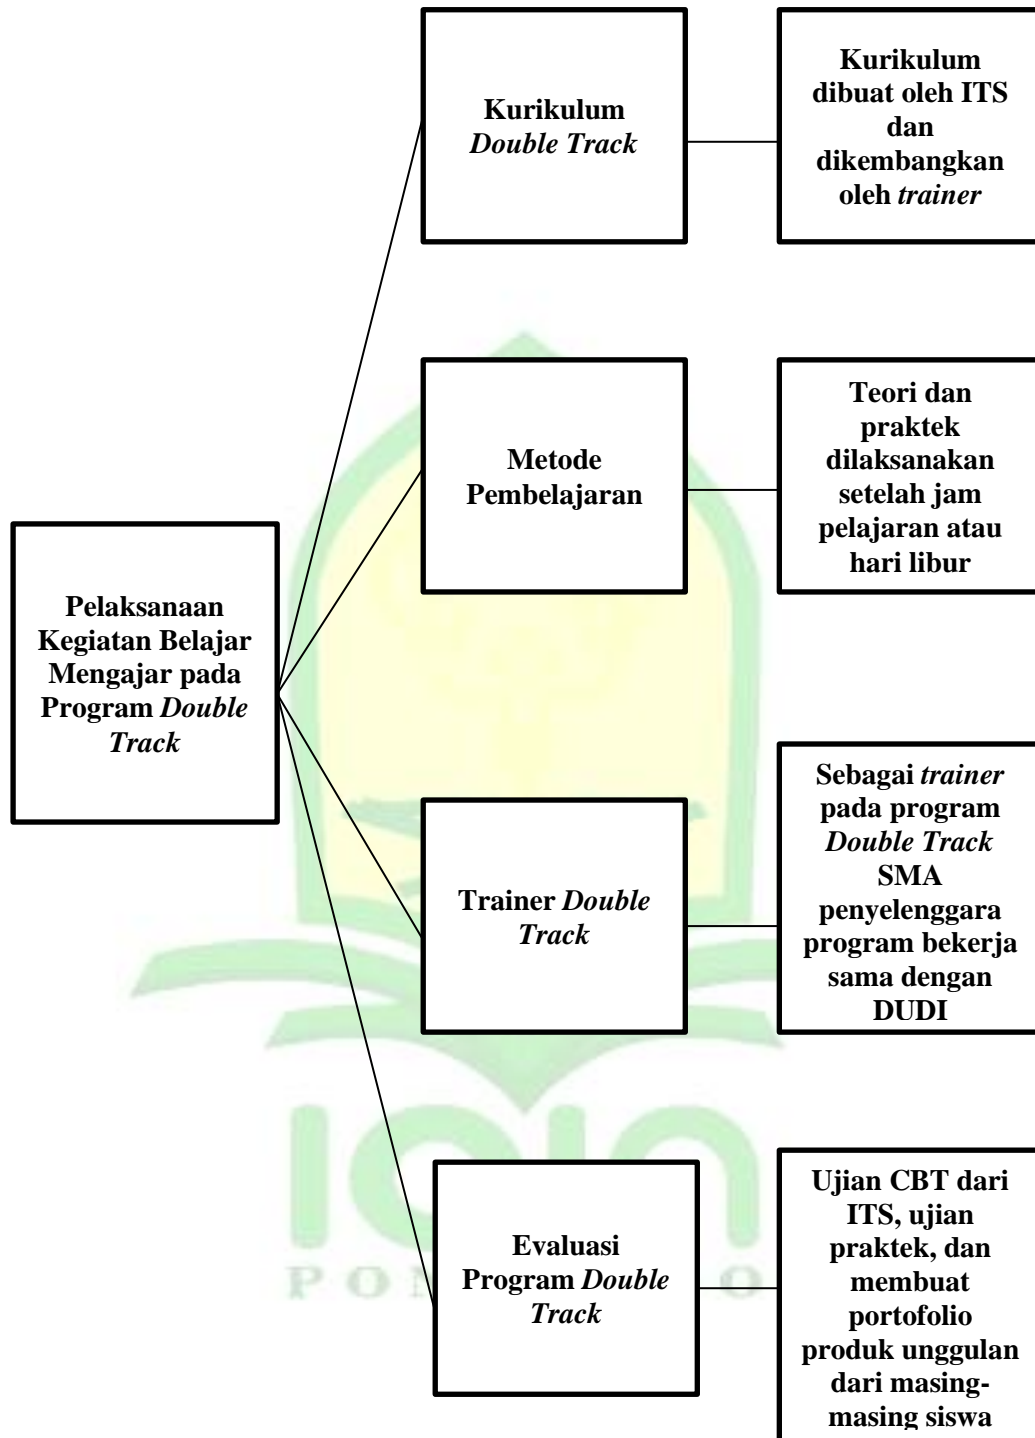 Kurikulum
Double Track
Kurikulum
dibuat oleh ITS
dan
dikembangkan
oleh trainer
Metode
Pembelajaran
Teori dan
praktek
dilaksanakan
setelah jam
pelajaran atau
hari libur
Pelaksanaan
Kegiatan Belajar
Mengajar pada
Program Double
Track
Trainer Double
Track
Sebagai trainer
pada program
Double Track
SMA
penyelenggara
program bekerja
sama dengan
DUDI
Evaluasi
Program Double
Track
Ujian CBT dari
ITS, ujian
praktek, dan
membuat
portofolio
produk unggulan
dari masing-
masing siswa